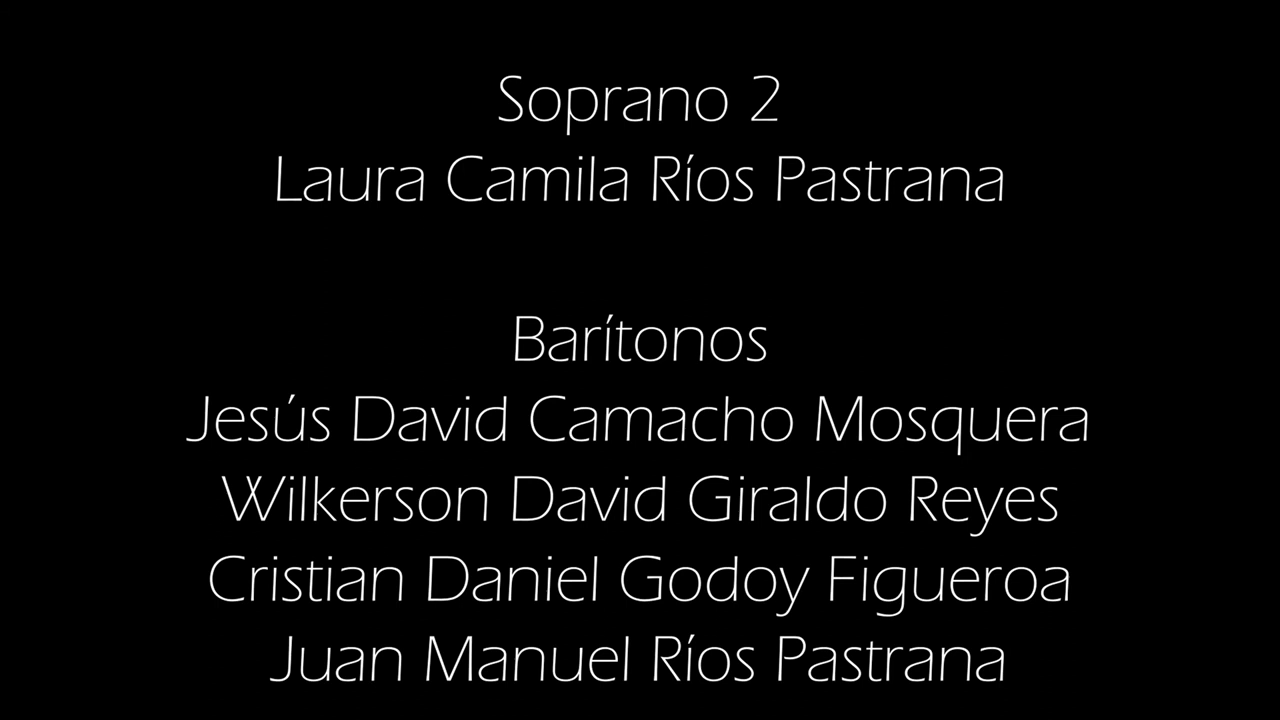 Soprano 2
Laura Camila Ríos Pastrana
Barítonos
Jesús David Camacho Mosquera
Wilkerson David Giraldo Reyes
Cristian Daniel Godoy Figueroa
Juan Manuel Ríos Pastrana